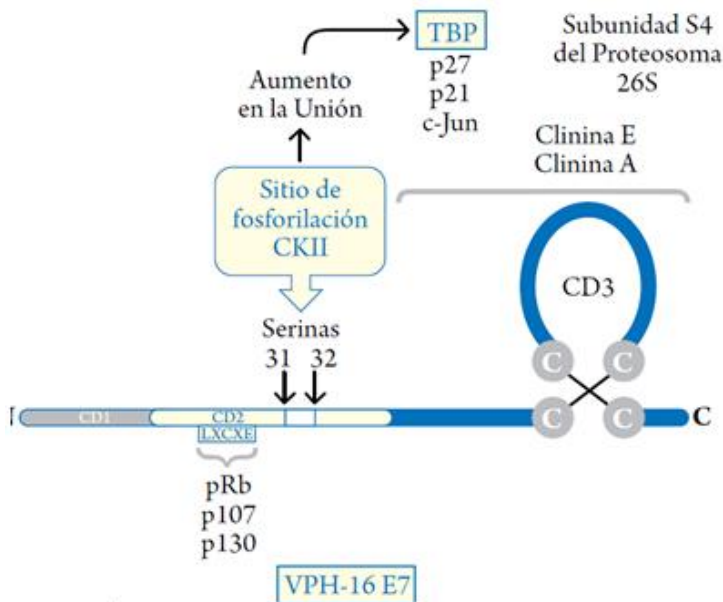 TBP
p27
p21
c-Jun
Subunidad S4
del Proteosoma
26S
Aumento
en la Unión
Clinina E
Clinina A
Sitio de
fosforilación
CKII
CD3
Serinas
31 32
C C
C C
CD1 CD2 C
LXCXE
pRb
p107
p130
VPH-16 E7